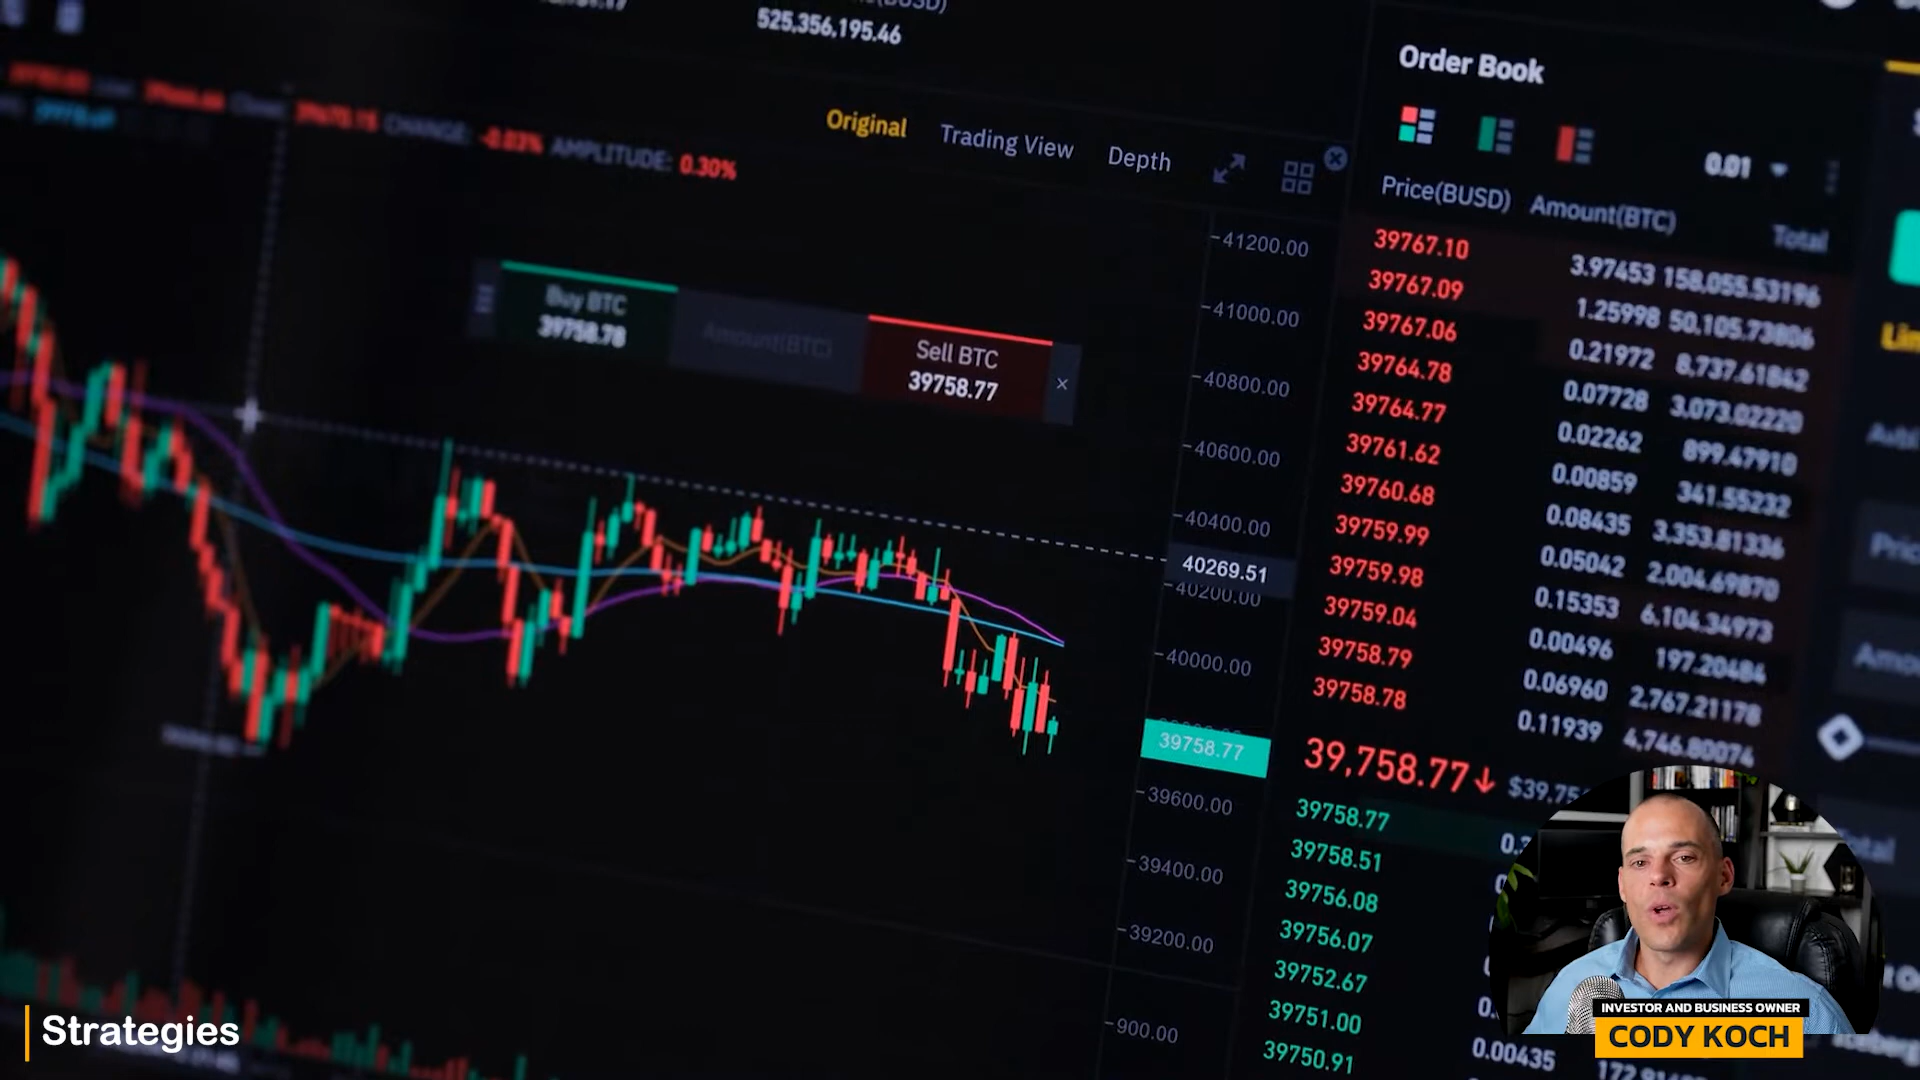 525,356,195.46
CHANGE: -0.03% AMPLITUDE: 0.30%
Original Trading View Depth
Buy BTC
39758.78
Amount(BTC)
Sell BTC
39758.77
41200.00
41000.00
40800.00
40600.00
40400.00
40269.51
40200.00
40000.00
39758.77
39600.00
39400.00
39200.00
900.00
Order Book
0.01
Price(BUSD) Amount(BTC) Total
39767.10 3.97453 158,055.53196
39767.09 1.25998 50,105.73806
39767.06 0.21972 8,737.61842
39764.78 0.07728 3,073.02220
39764.77 0.02262 899.47910
39761.62 0.00859 341.55232
39760.68 0.08435 3,353.81336
39759.99 0.05042 2,004.69870
39759.98 0.15353 6,104.34973
39759.04 0.00496 197.20484
39758.79 0.06960 2,767.21178
39758.78 0.11939 4,746.80074
39,758.77↓
39758.77
39758.51
39756.08
39756.07
39752.67
39751.00
39750.91 0.00435
Strategies
INVESTOR AND BUSINESS OWNER
CODY KOCH